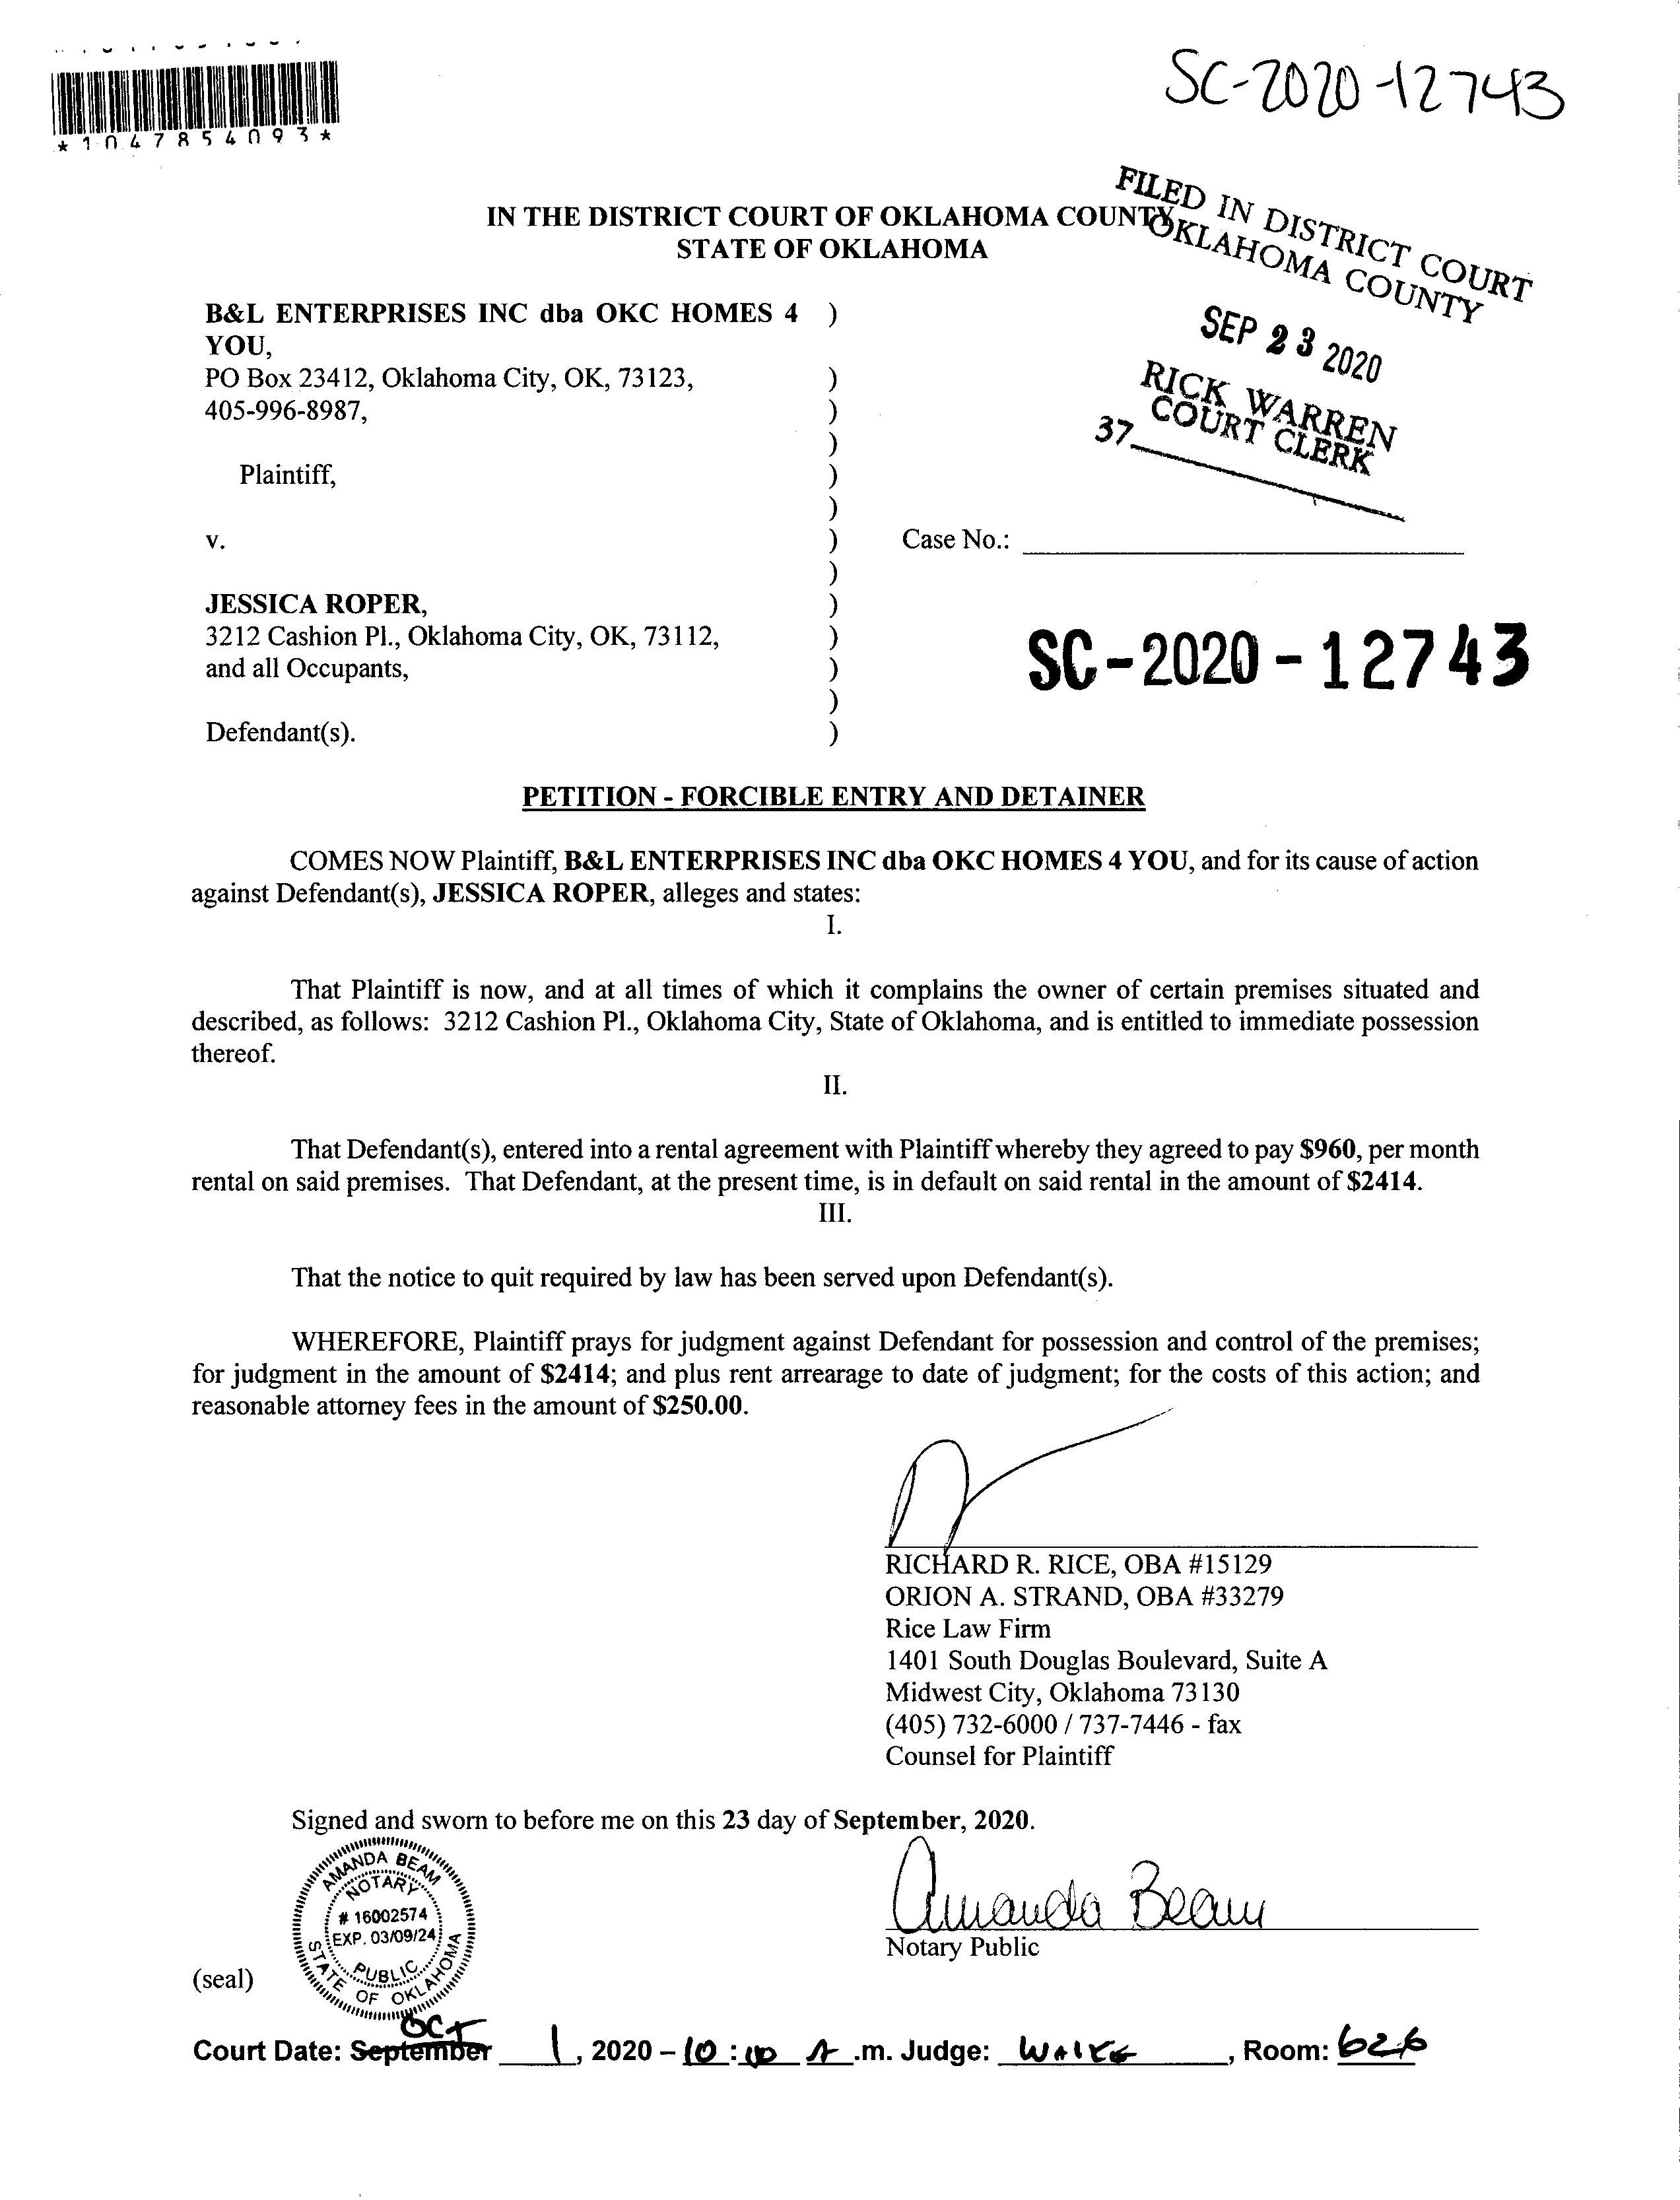 SC-2020-12743
*1047854093*
FILED IN DISTRICT COURT
OKLAHOMA COUNTY
SEP 23 2020
RICK WARREN
COURT CLERK
37
IN THE DISTRICT COURT OF OKLAHOMA COUNTY
STATE OF OKLAHOMA
B&L ENTERPRISES INC dba OKC HOMES 4 )
YOU,
PO Box 23412, Oklahoma City, OK, 73123, )
405-996-8987, )
)
Plaintiff, )
)
v. ) Case No.:
)
JESSICA ROPER, )
3212 Cashion Pl., Oklahoma City, OK, 73112, )
and all Occupants, )
)
Defendant(s). )
SC-2020-12743
PETITION - FORCIBLE ENTRY AND DETAINER
COMES NOW Plaintiff, B&L ENTERPRISES INC dba OKC HOMES 4 YOU, and for its cause of action
against Defendant(s), JESSICA ROPER, alleges and states:
I.
That Plaintiff is now, and at all times of which it complains the owner of certain premises situated and
described, as follows: 3212 Cashion Pl., Oklahoma City, State of Oklahoma, and is entitled to immediate possession
thereof.
II.
That Defendant(s), entered into a rental agreement with Plaintiff whereby they agreed to pay $960, per month
rental on said premises. That Defendant, at the present time, is in default on said rental in the amount of $2414.
III.
That the notice to quit required by law has been served upon Defendant(s).
WHEREFORE, Plaintiff prays for judgment against Defendant for possession and control of the premises;
for judgment in the amount of $2414; and plus rent arrearage to date of judgment; for the costs of this action; and
reasonable attorney fees in the amount of $250.00.
RICHARD R. RICE, OBA #15129
ORION A. STRAND, OBA #33279
Rice Law Firm
1401 South Douglas Boulevard, Suite A
Midwest City, Oklahoma 73130
(405) 732-6000 / 737-7446 - fax
Counsel for Plaintiff
Signed and sworn to before me on this 23 day of September, 2020.
AMANDA BEAM
NOTARY
# 16002574
EXP. 03/09/24
PUBLIC
STATE OF OKLAHOMA
Amanda Beam
Notary Public
(seal)
OCT
Court Date: September 1, 2020 – 10:00 A.m. Judge: Walke, Room: 626